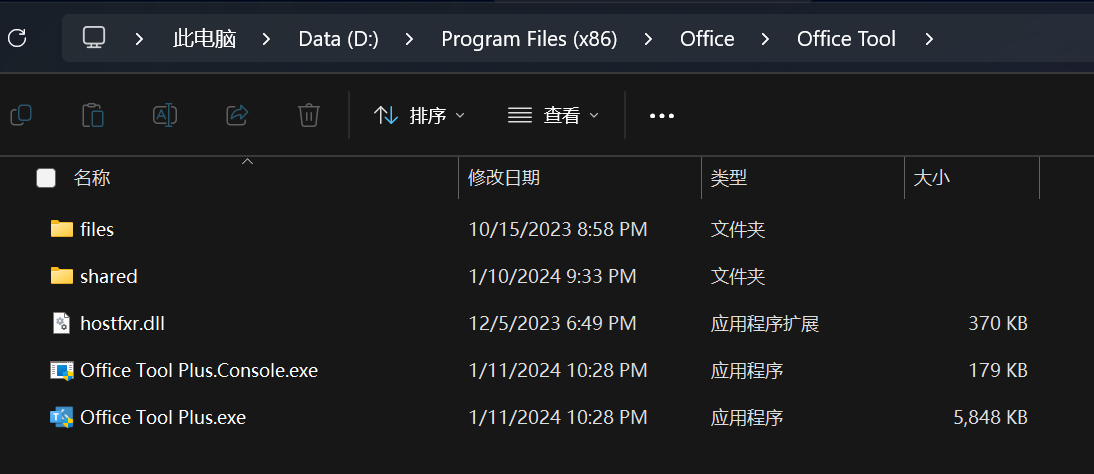 此电脑 Data (D:) Program Files (x86) Office Office Tool
排序 查看
名称 修改日期 类型 大小
files 10/15/2023 8:58 PM 文件夹
shared 1/10/2024 9:33 PM 文件夹
hostfxr.dll 12/5/2023 6:49 PM 应用程序扩展 370 KB
Office Tool Plus.Console.exe 1/11/2024 10:28 PM 应用程序 179 KB
Office Tool Plus.exe 1/11/2024 10:28 PM 应用程序 5,848 KB